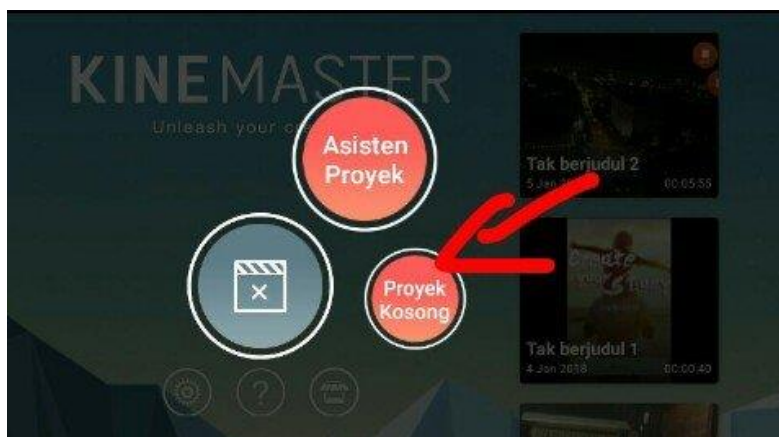 KINEMASTER
Unleash your
Asisten
Proyek
Proyek
Kosong
Tak berjudul 2
5 Jan
00:05:55
Create
Tak berjudul 1
4 Jan 2018
00:00:40